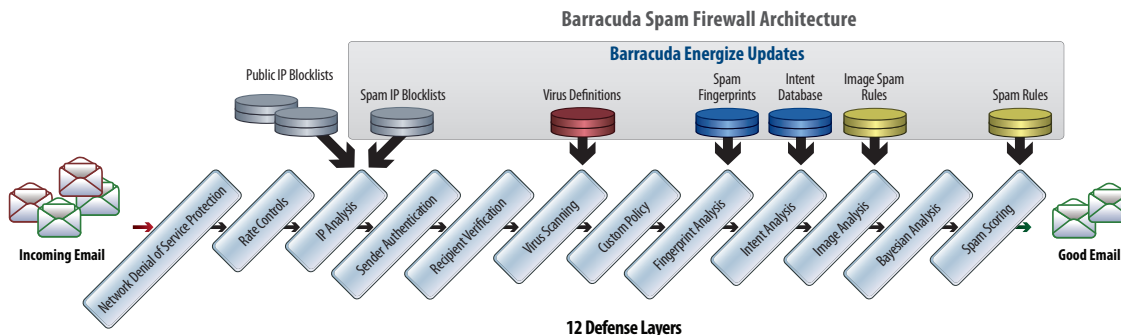 Barracuda Spam Firewall Architecture
Barracuda Energize Updates
Public IP Blocklists
Spam IP Blocklists
Virus Definitions
Spam
Fingerprints
Intent
Database
Image Spam
Rules
Spam Rules
Incoming Email
Network Denial of Service Protection
Rate Controls
IP Analysis
Sender Authentication
Recipient Verification
Virus Scanning
Custom Policy
Fingerprint Analysis
Intent Analysis
Image Analysis
Bayesian Analysis
Spam Scoring
Good Email
12 Defense Layers